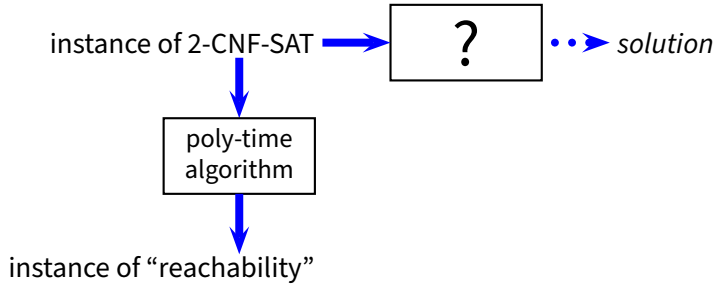 instance of 2-CNF-SAT
?
solution
poly-time
algorithm
instance of “reachability”